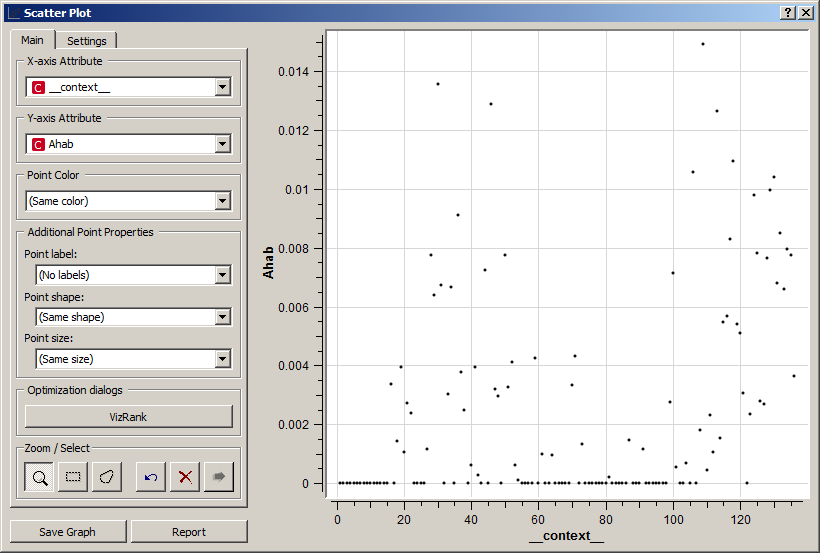 Scatter Plot
Main Settings
X-axis Attribute
C __context__
Y-axis Attribute
C Ahab
Point Color
(Same color)
Additional Point Properties
Point label:
(No labels)
Point shape:
(Same shape)
Point size:
(Same size)
Optimization dialogs
VizRank
Zoom / Select
Save Graph Report
Ahab
0.014
0.012
0.01
0.008
0.006
0.004
0.002
0
0 20 40 60 80 100 120
__context__